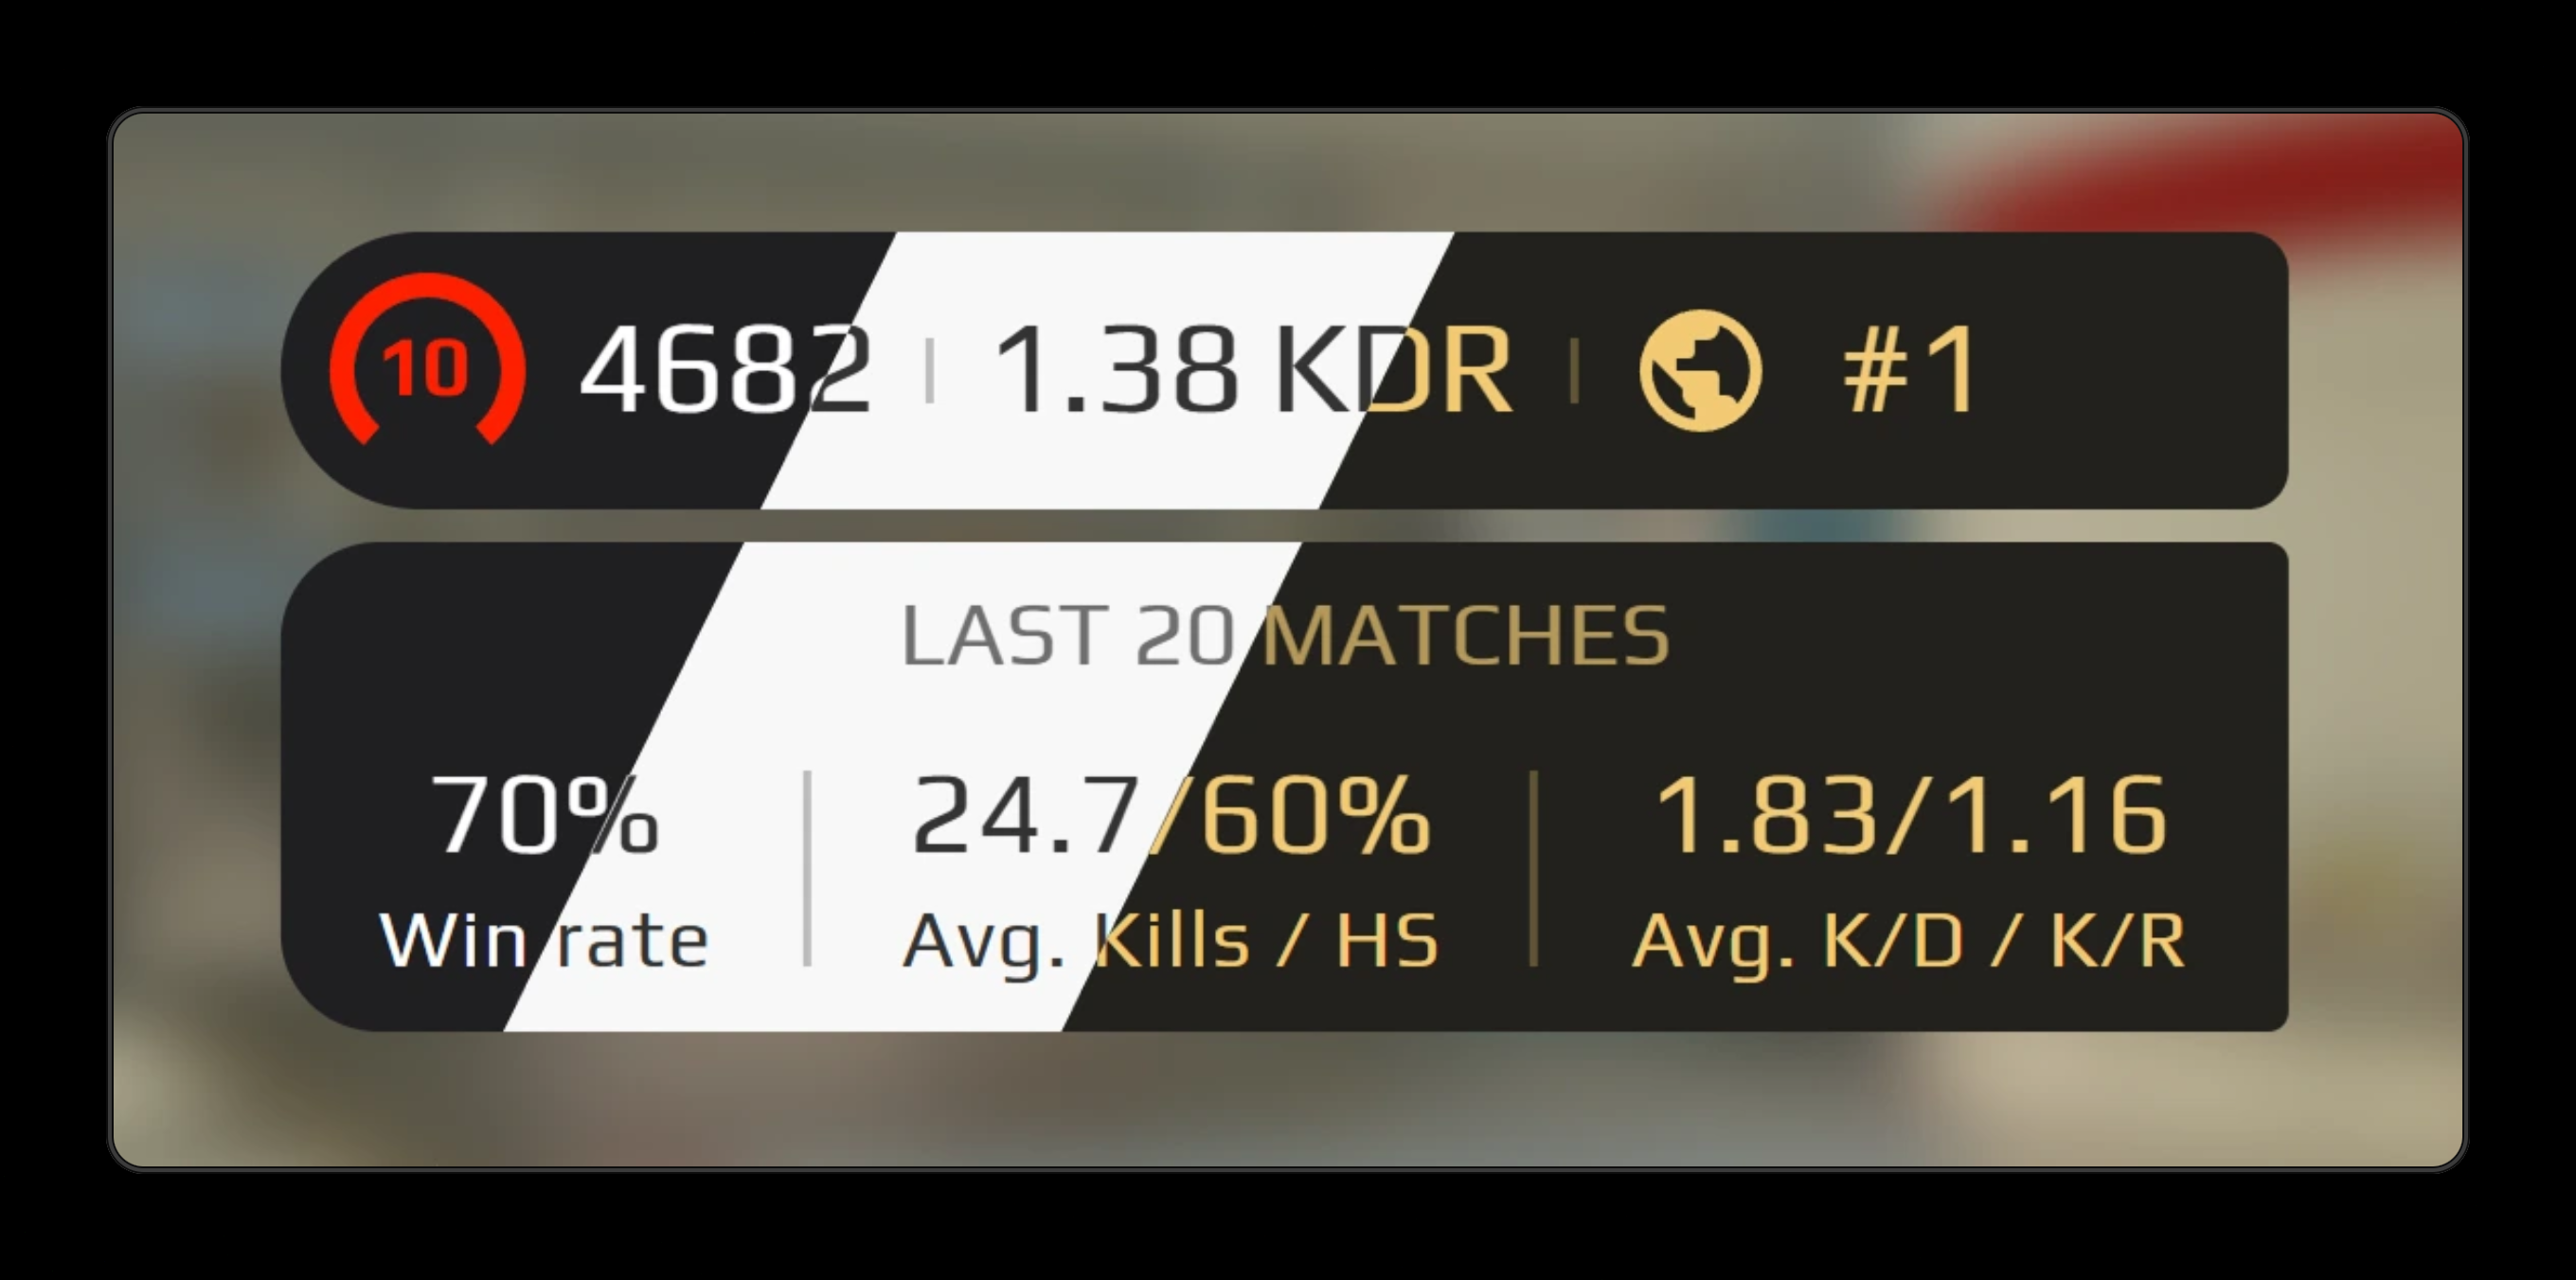 10 4682 1.38 KDR #1
LAST 20 MATCHES
70% 24.7/60% 1.83/1.16
Win rate Avg. Kills / HS Avg. K/D / K/R